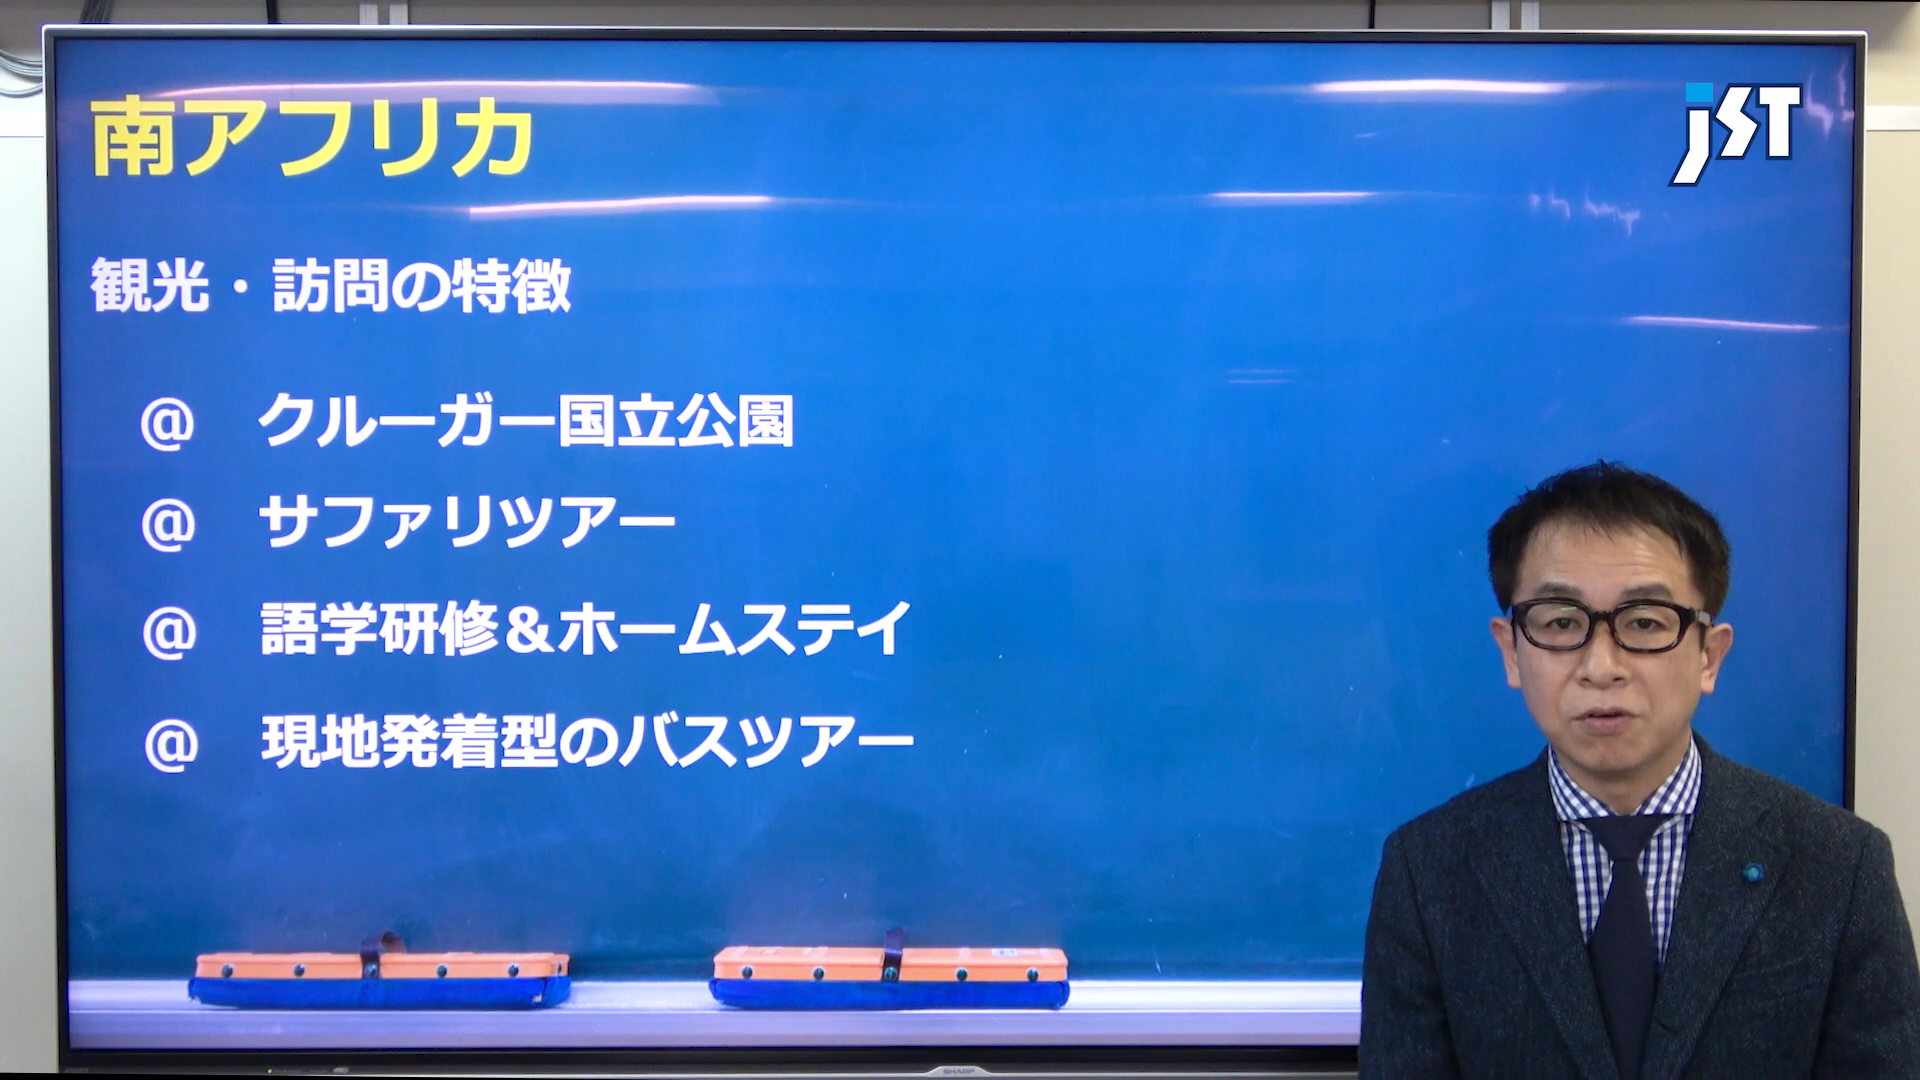 南アフリカ
jST
観光・訪問の特徴
@ クルーガー国立公園
@ サファリツアー
@ 語学研修&ホームステイ
@ 現地発着型のバスツアー
SHARP